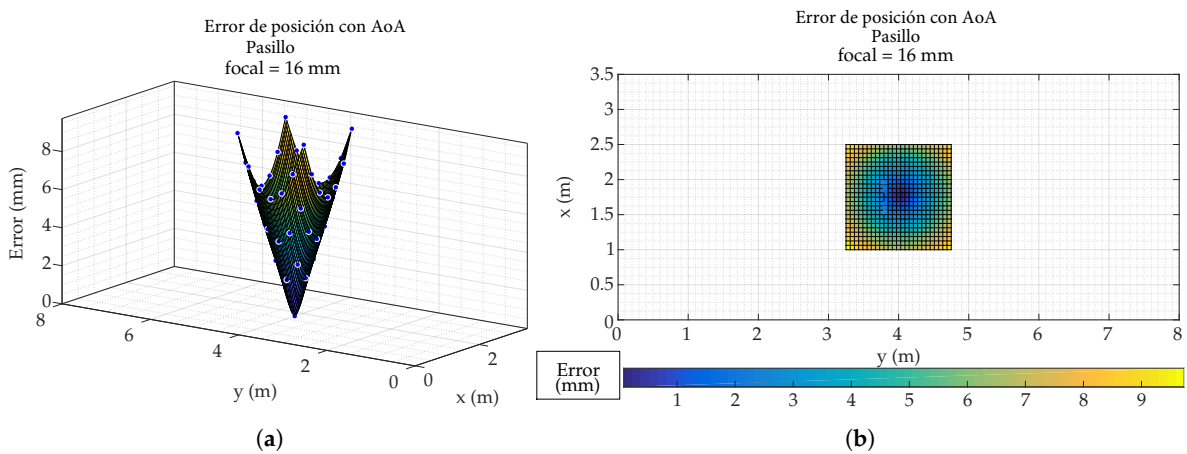 Error de posición con AoA
Pasillo
focal = 16 mm
Error (mm)
8
6
4
2
0
8
6
4
2
0
0
2
y (m)
x (m)
(a)
Error de posición con AoA
Pasillo
focal = 16 mm
x (m)
3.5
3
2.5
2
1.5
1
0.5
0
0 1 2 3 4 5 6 7 8
y (m)
Error
(mm)
1 2 3 4 5 6 7 8 9
(b)